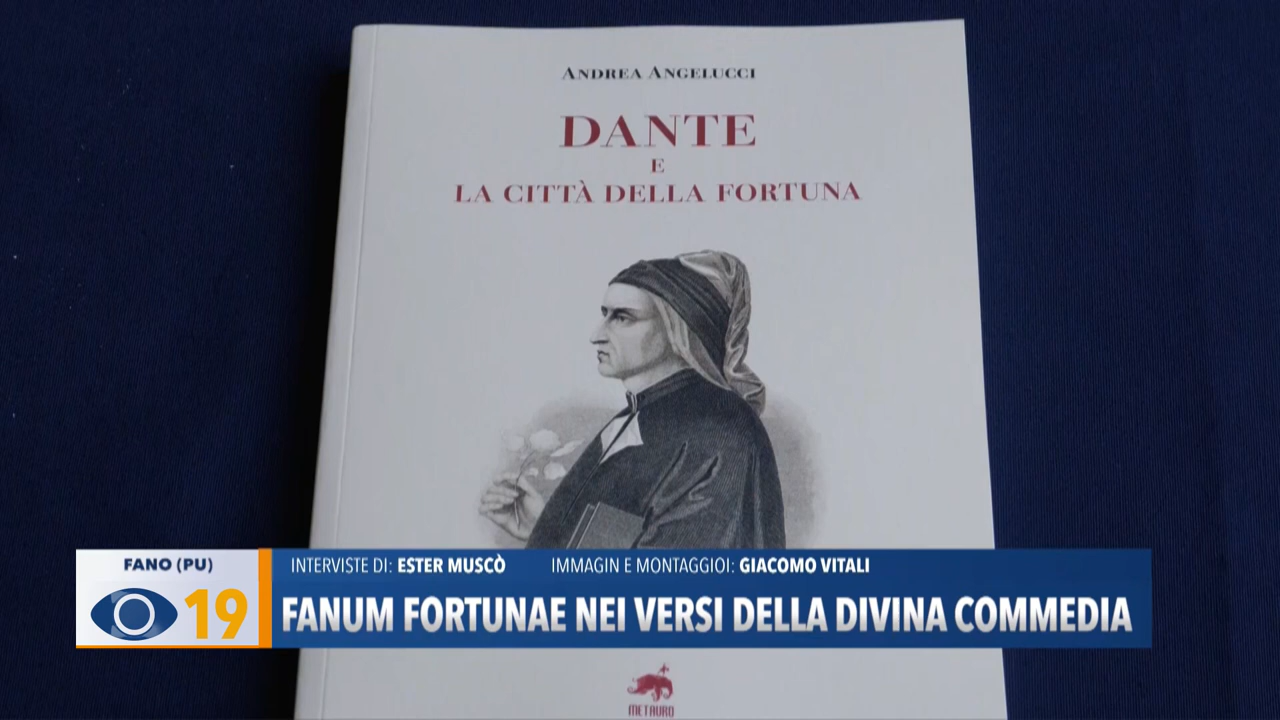 ANDREA ANGELUCCI
DANTE
E
LA CITTÀ DELLA FORTUNA
FANO (PU)
INTERVISTE DI: ESTER MUSCÒ IMMAGIN E MONTAGGIOI: GIACOMO VITALI
19
FANUM FORTUNAE NEI VERSI DELLA DIVINA COMMEDIA
METAURO